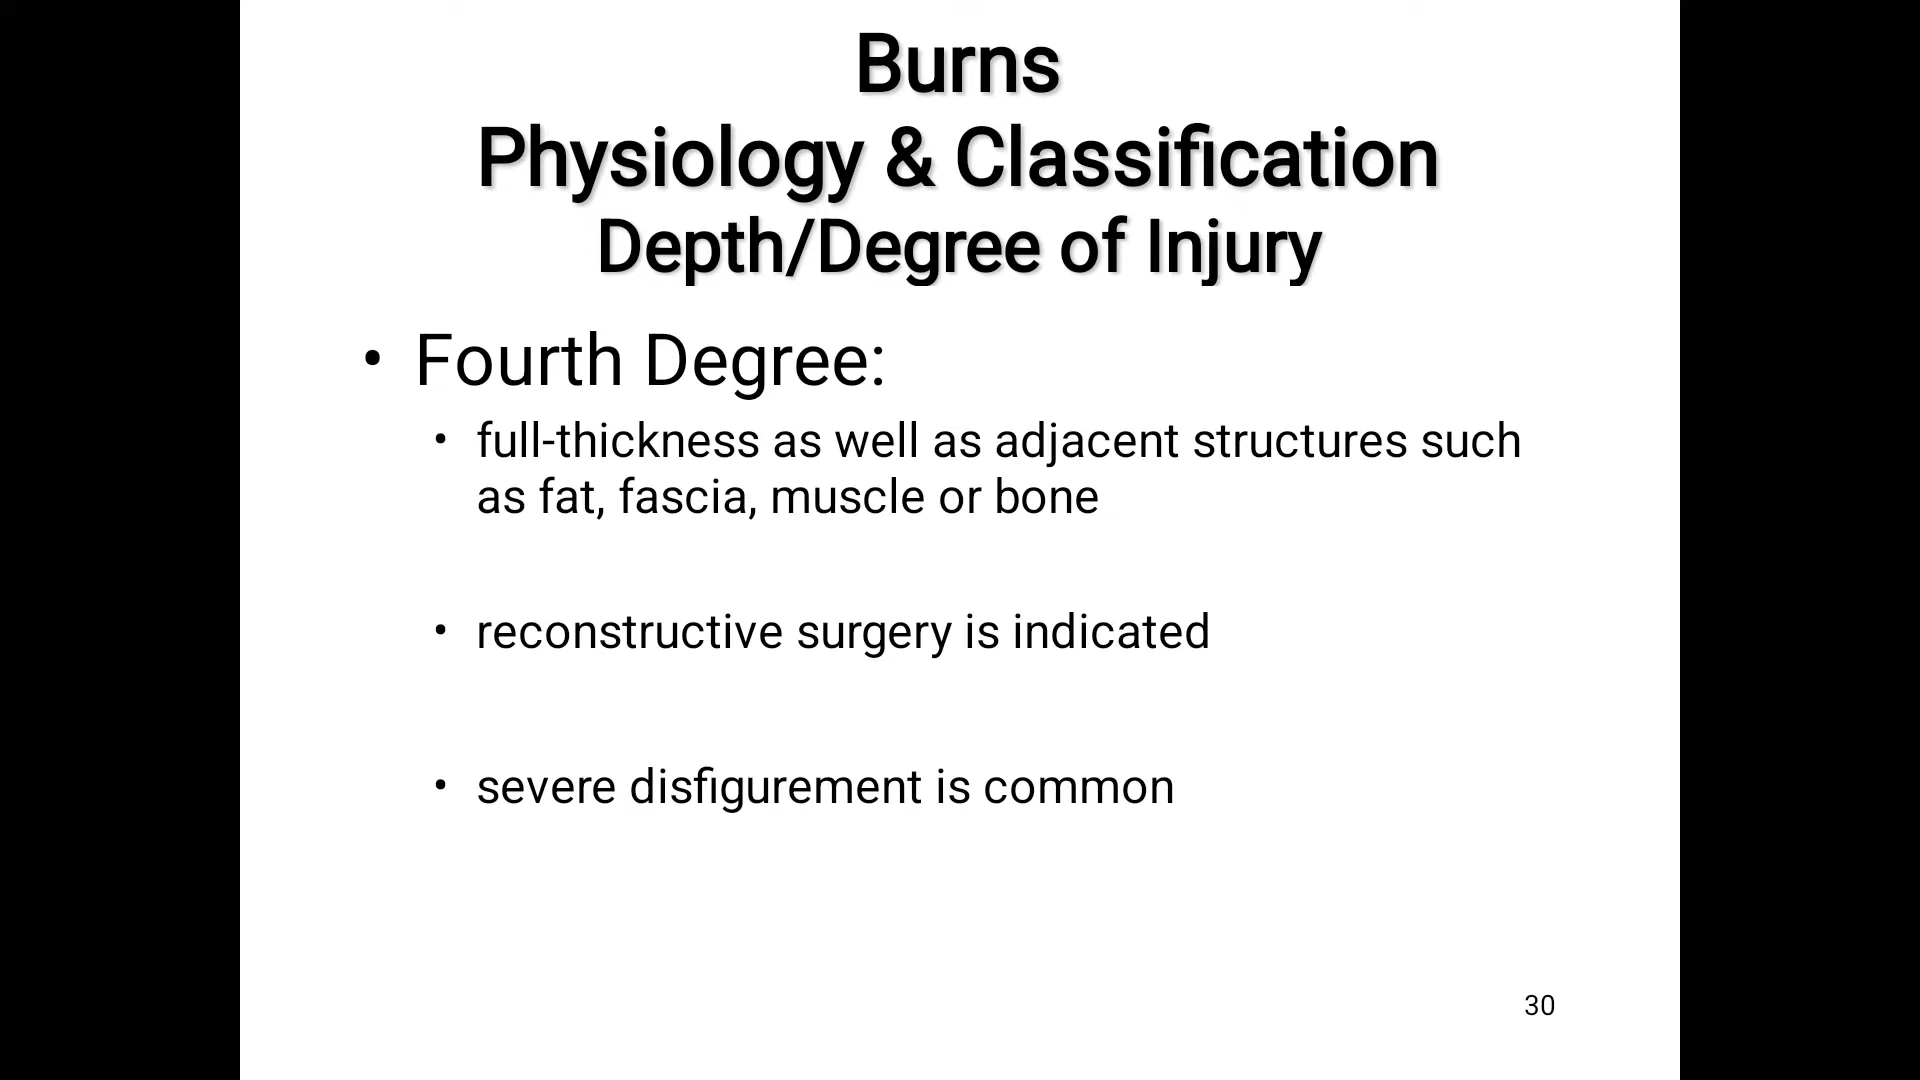 Burns
Physiology & Classification
Depth/Degree of Injury
• Fourth Degree:
• full-thickness as well as adjacent structures such
as fat, fascia, muscle or bone
• reconstructive surgery is indicated
• severe disfigurement is common
30